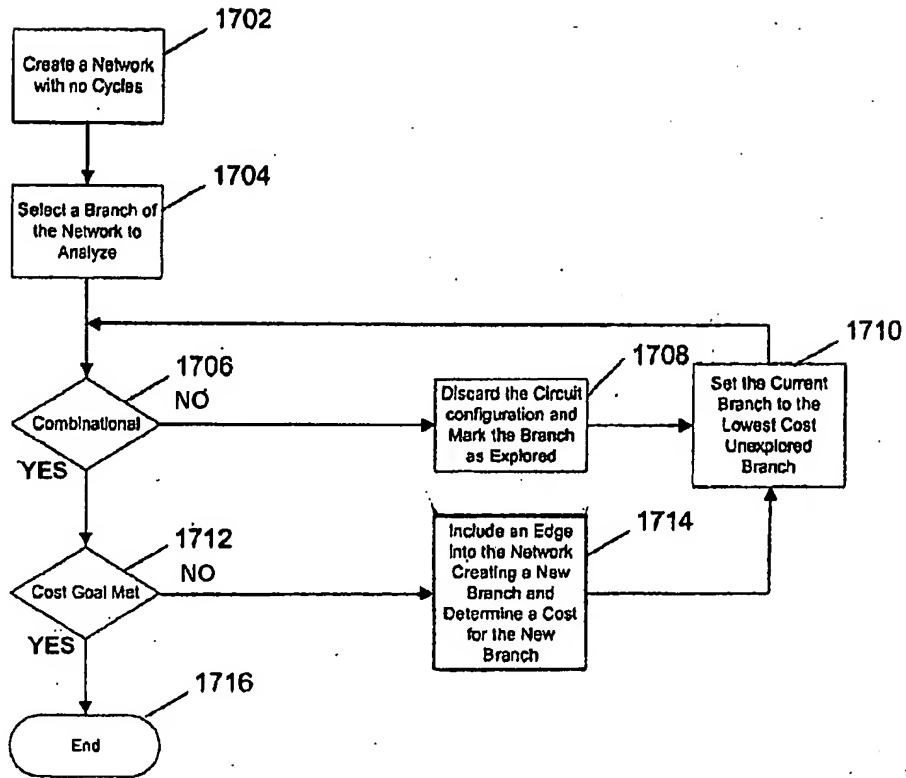 1702
Create a Network
with no Cycles
1704
Select a Branch of
the Network to
Analyze
1706
Combinational
NO
YES
1708
Discard the Circuit
configuration and
Mark the Branch
as Explored
1710
Set the Current
Branch to the
Lowest Cost
Unexplored
Branch
1712
Cost Goal Met
NO
YES
1714
Include an Edge
Into the Network
Creating a New
Branch and
Determine a Cost
for the New
Branch
1716
End